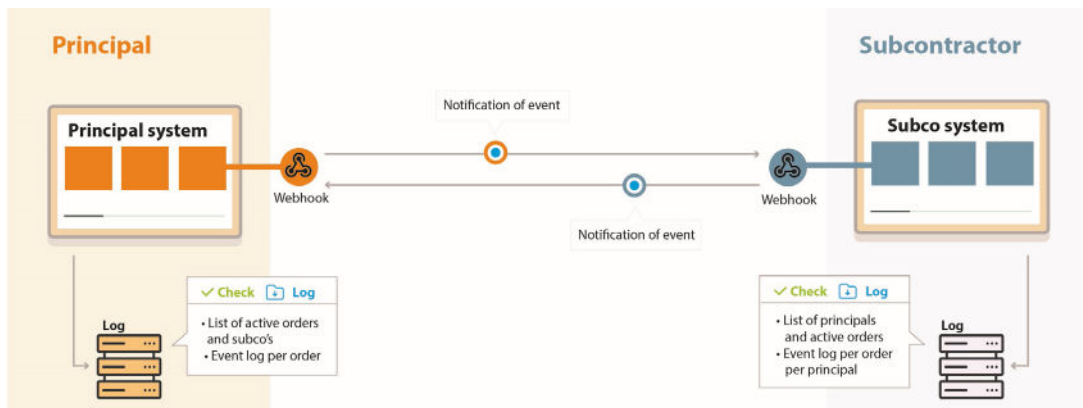 Principal
Subcontractor
Notification of event
Principal system
Subco system
Webhook
Webhook
Notification of event
Check Log
Log
• List of active orders
and subco's
• Event log per order
Check Log
Log
• List of principals
and active orders
• Event log per order
per principal